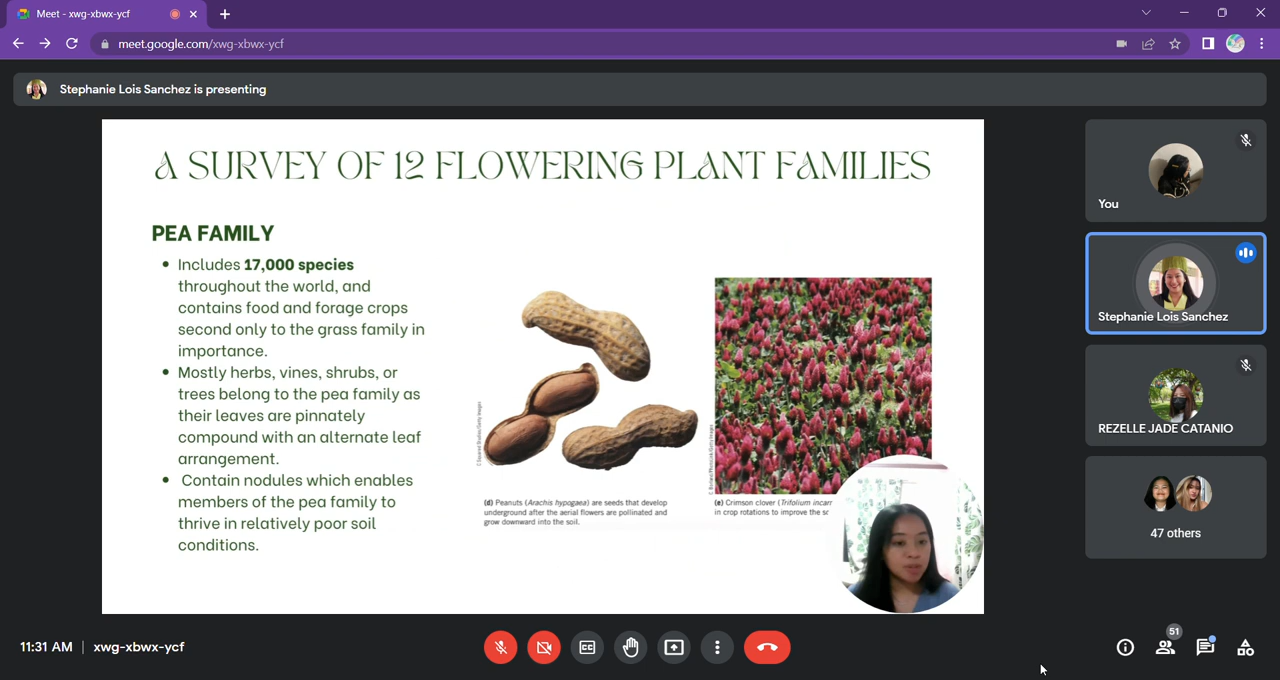 Meet - xwg-xbwx-ycf
meet.google.com/xwg-xbwx-ycf
Stephanie Lois Sanchez is presenting
A SURVEY OF 12 FLOWERING PLANT FAMILIES
PEA FAMILY
• Includes 17,000 species
throughout the world, and
contains food and forage crops
second only to the grass family in
importance.
• Mostly herbs, vines, shrubs, or
trees belong to the pea family as
their leaves are pinnately
compound with an alternate leaf
arrangement.
• Contain nodules which enables
members of the pea family to
thrive in relatively poor soil
conditions.
(d) Peanuts (Arachis hypogaea) are seeds that develop
underground after the aerial flowers are pollinated and
grow downward into the soil.
(e) Crimson clover (Trifolium incarr
in crop rotations to improve the sc
You
Stephanie Lois Sanchez
REZELLE JADE CATANIO
47 others
11:31 AM | xwg-xbwx-ycf
51